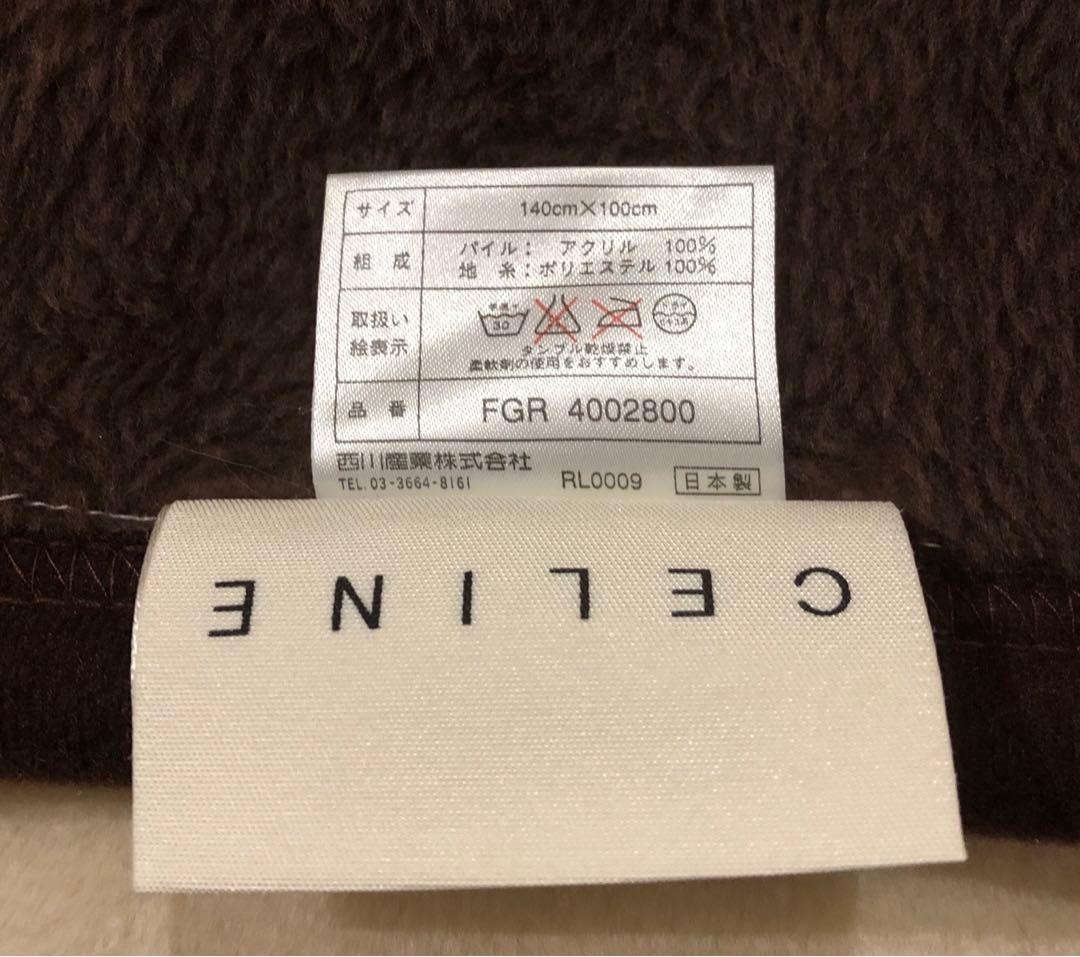 サイズ 140cm×100cm
組成 パイル： アクリル 100%
地 糸：ポリエステル 100%
取扱い
絵表示
30
タンブル乾燥禁止
柔軟剤の使用をおすすめします。
品番 FGR 4002800
西川産業株式会社
TEL.03-3664-8161 RL0009 日本製
CELINE